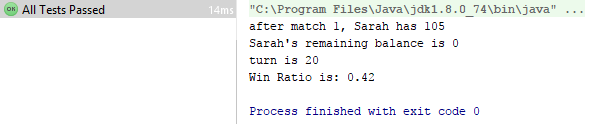 OK All Tests Passed 14ms
"C:\Program Files\Java\jdk1.8.0_74\bin\java" ...
after match 1, Sarah has 105
Sarah's remaining balance is 0
turn is 20
Win Ratio is: 0.42
Process finished with exit code 0